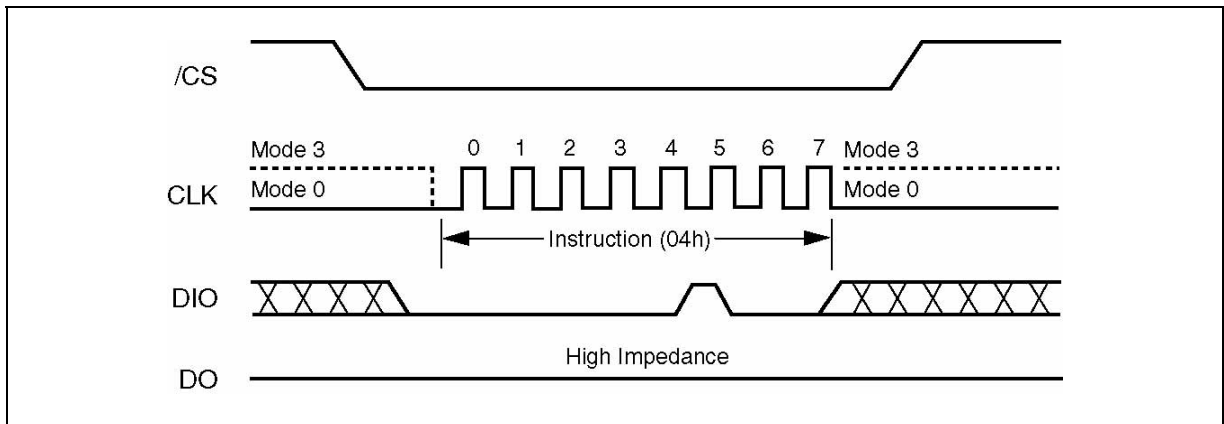 /CS
Mode 3 0 1 2 3 4 5 6 7 Mode 3
CLK Mode 0 Mode 0
Instruction (04h)
DIO
High Impedance
DO